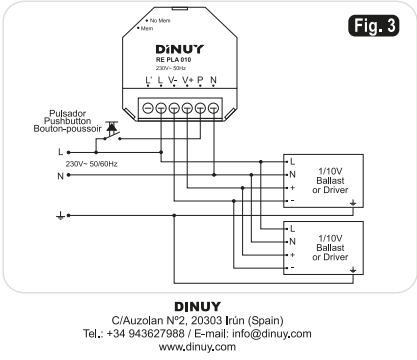 Fig. 3
No Mem
Mem
DiNUY
RE PLA 010
230V~ 50Hz
L' L V- V+ P N
Pulsador
Pushbutton
Bouton-poussoir
L
230V~ 50/60Hz
N
L
N
+
-
1/10V
Ballast
or Driver
L
N
+
-
1/10V
Ballast
or Driver
DINUY
C/Auzolan Nº2, 20303 Irún (Spain)
Tel.: +34 943627988 / E-mail: info@dinuy.com
www.dinuy.com